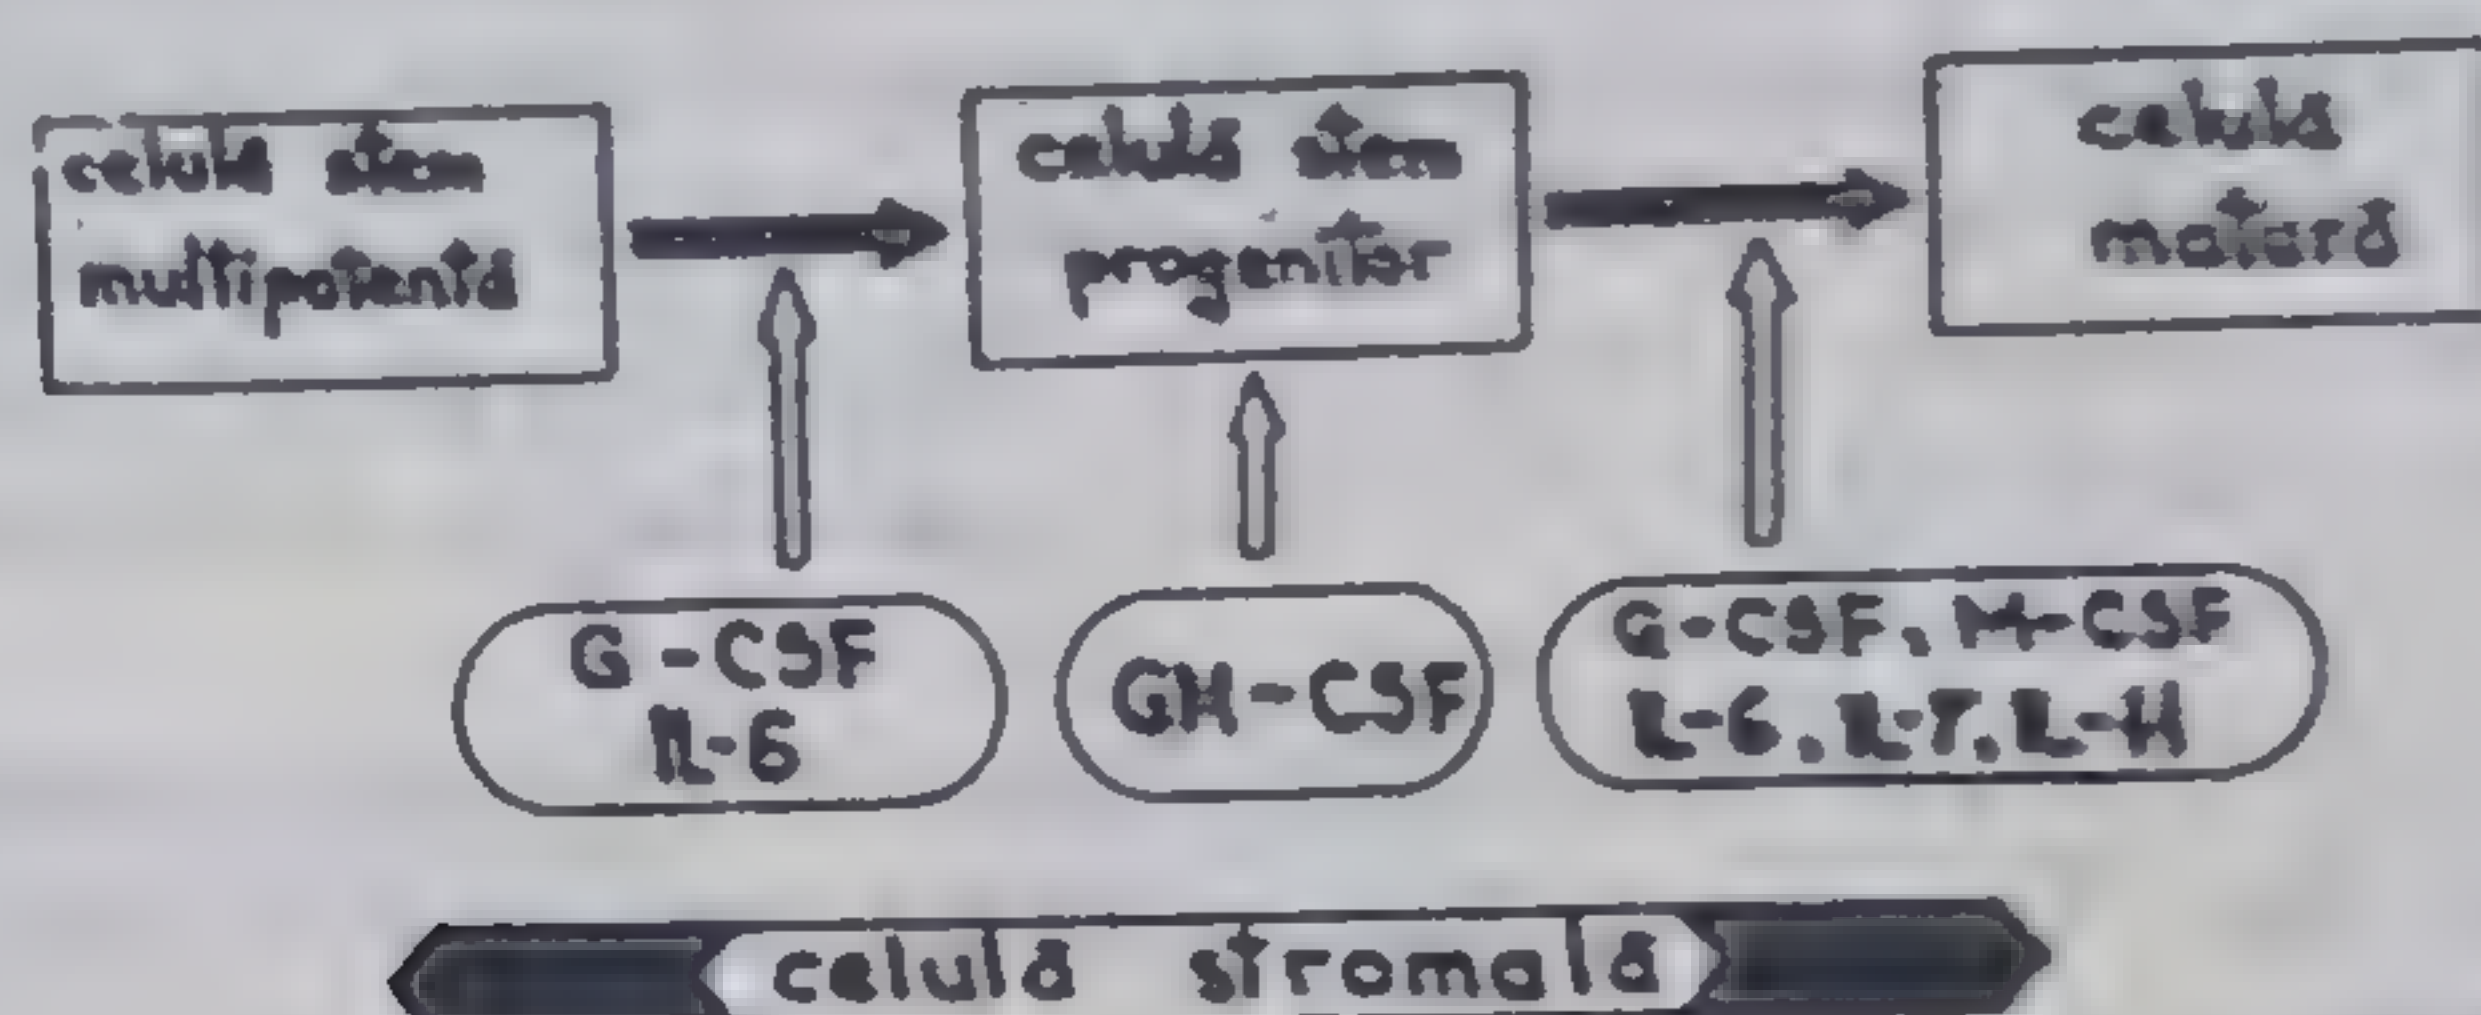 celulă stem
multipotentă
celulă stem
progenitor
celulă
matură
G-CSF
IL-6
GM-CSF
G-CSF, M-CSF
IL-6, IL-7, IL-11
celulă stromală